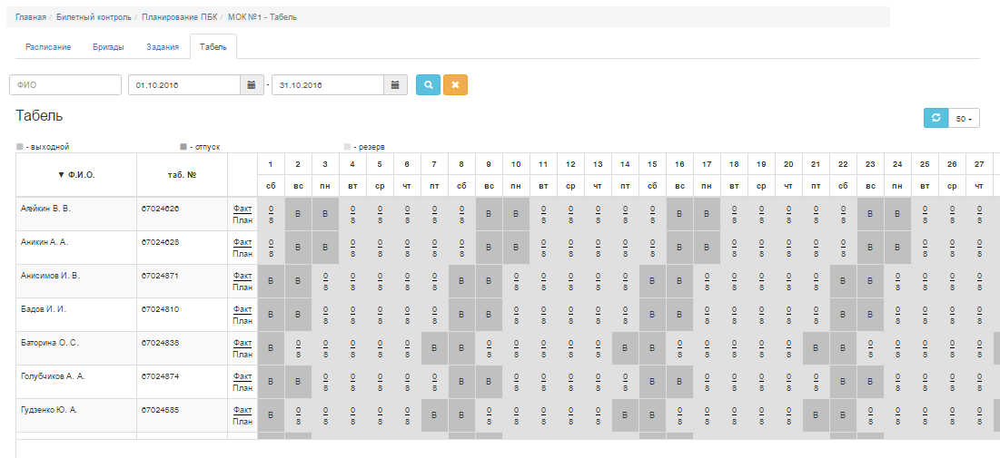 Главная / Билетный контроль / Планирование ПБК / МОК №1 - Табель
Расписание Бригады Задания Табель
ФИО 01.10.2016 - 31.10.2016
Табель
50
- выходной - отпуск - резерв
▼ Ф.И.О. таб. № 1 2 3 4 5 6 7 8 9 10 11 12 13 14 15 16 17 18 19 20 21 22 23 24 25 26 27
сб вс пн вт ср чт пт сб вс пн вт ср чт пт сб вс пн вт ср чт пт сб вс пн вт ср чт
Агейкин В. В. 67024626 Факт 0 0 0 0 0 0 0 0 0 0 0 0 0 0 0 0 0 0 0
В В В В В В В В
План 8 8 8 8 8 8 8 8 8 8 8 8 8 8 8 8 8 8 8
Аникин А. А. 67024628 Факт 0 0 0 0 0 0 0 0 0 0 0 0 0 0 0 0 0 0 0
В В В В В В В В
План 8 8 8 8 8 8 8 8 8 8 8 8 8 8 8 8 8 8 8
Анисимов И. В. 67024871 Факт 0 0 0 0 0 0 0 0 0 0 0 0 0 0 0 0 0 0 0
В В В В В В В В
План 8 8 8 8 8 8 8 8 8 8 8 8 8 8 8 8 8 8 8
Бадов И. И. 67024810 Факт 0 0 0 0 0 0 0 0 0 0 0 0 0 0 0 0 0 0 0
В В В В В В В В
План 8 8 8 8 8 8 8 8 8 8 8 8 8 8 8 8 8 8 8
Баторина О. С. 67024838 Факт 0 0 0 0 0 0 0 0 0 0 0 0 0 0 0 0 0 0 0 0
В В В В В В В
План 8 8 8 8 8 8 8 8 8 8 8 8 8 8 8 8 8 8 8 8
Голубчиков А. А. 67024874 Факт 0 0 0 0 0 0 0 0 0 0 0 0 0 0 0 0 0 0 0
В В В В В В В В
План 8 8 8 8 8 8 8 8 8 8 8 8 8 8 8 8 8 8 8
Гудзенко Ю. А. 67024585 Факт 0 0 0 0 0 0 0 0 0 0 0 0 0 0 0 0 0 0 0 0
В В В В В В В
План 8 8 8 8 8 8 8 8 8 8 8 8 8 8 8 8 8 8 8 8